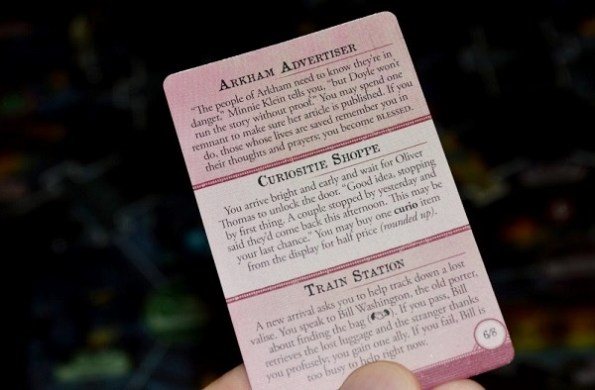 ARKHAM ADVERTISER
"The people of Arkham need to know they're in
danger," Minnie Klein tells you, "but Doyle won't
run the story without proof." You may spend one
remnant to make sure her article is published. If you
do, those whose lives are saved remember you in
their thoughts and prayers; you become BLESSED.
CURIOSITIE SHOPPE
You arrive bright and early and wait for Oliver
Thomas to unlock the door. "Good idea, stopping
by first thing. A couple stopped by yesterday and
said they'd come back this afternoon. This may be
your last chance." You may buy one curio item
from the display for half price (rounded up).
TRAIN STATION
A new arrival asks you to help track down a lost
valise. You speak to Bill Washington, the old porter,
about finding the bag ( ). If you pass, Bill
retrieves the lost luggage and the stranger thanks
you profusely; you gain one ally. If you fail, Bill is
too busy to help right now.
68